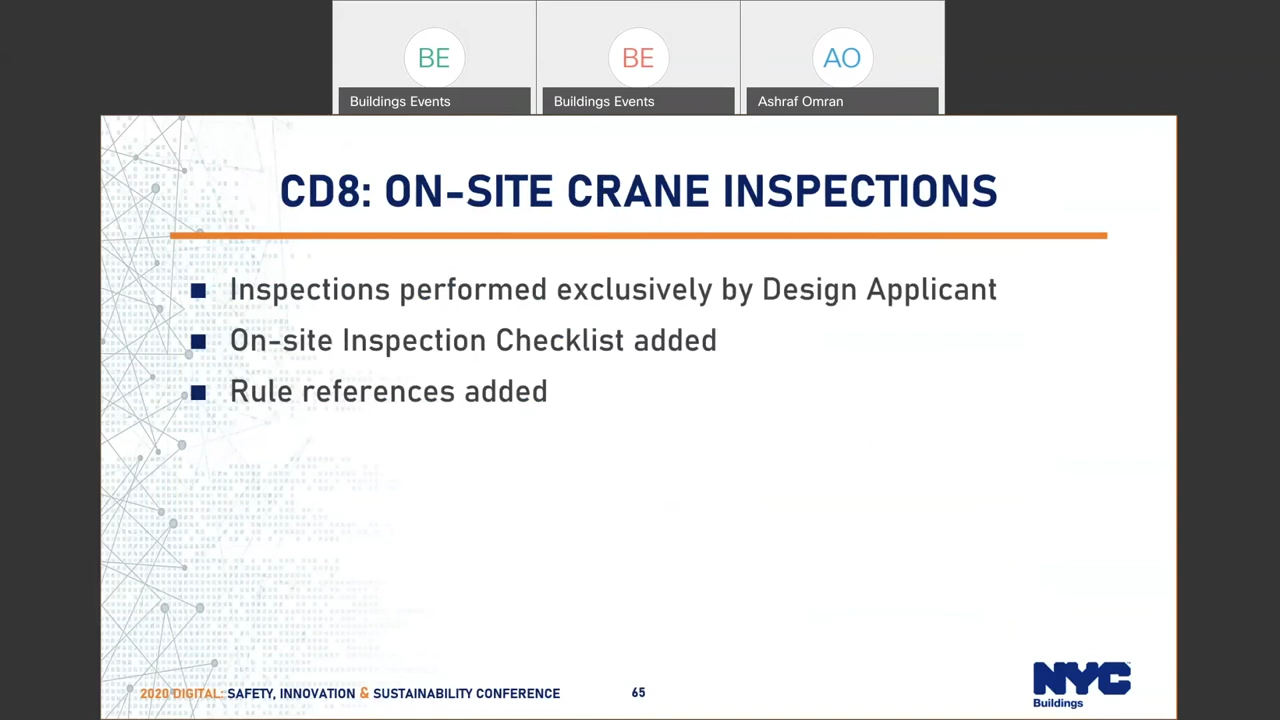 BE
BE
AO
Buildings Events
Buildings Events
Ashraf Omran
CD8: ON-SITE CRANE INSPECTIONS
Inspections performed exclusively by Design Applicant
On-site Inspection Checklist added
Rule references added
2020 DIGITAL: SAFETY, INNOVATION & SUSTAINABILITY CONFERENCE
65
NYC
Buildings